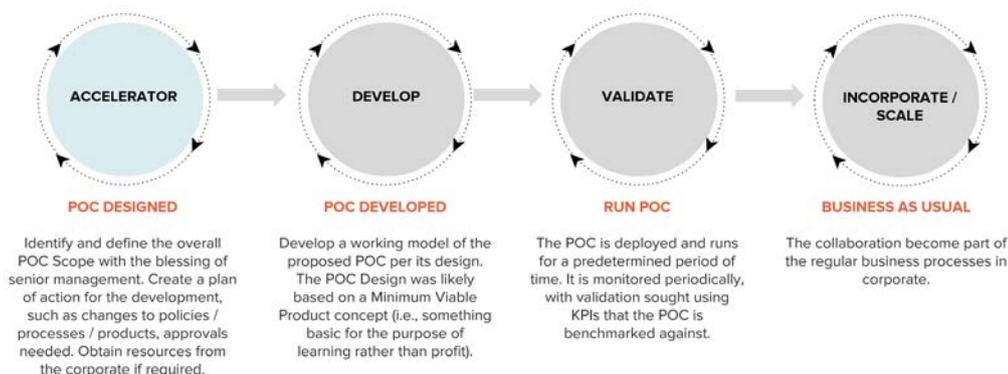 ACCELERATOR
DEVELOP
VALIDATE
INCORPORATE /
SCALE
POC DESIGNED
Identify and define the overall
POC Scope with the blessing of
senior management. Create a plan
of action for the development,
such as changes to policies /
processes / products, approvals
needed. Obtain resources from
the corporate if required.
POC DEVELOPED
Develop a working model of the
proposed POC per its design.
The POC Design was likely
based on a Minimum Viable
Product concept (i.e., something
basic for the purpose of
learning rather than profit).
RUN POC
The POC is deployed and runs
for a predetermined period of
time. It is monitored periodically,
with validation sought using
KPIs that the POC is
benchmarked against.
BUSINESS AS USUAL
The collaboration become part of
the regular business processes in
corporate.